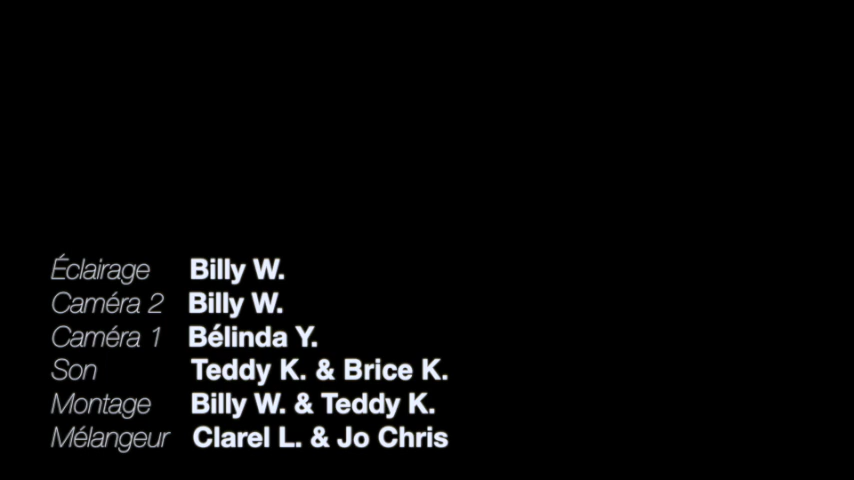 Éclairage Billy W.
Caméra 2 Billy W.
Caméra 1 Bélinda Y.
Son Teddy K. & Brice K.
Montage Billy W. & Teddy K.
Mélangeur Clarel L. & Jo Chris